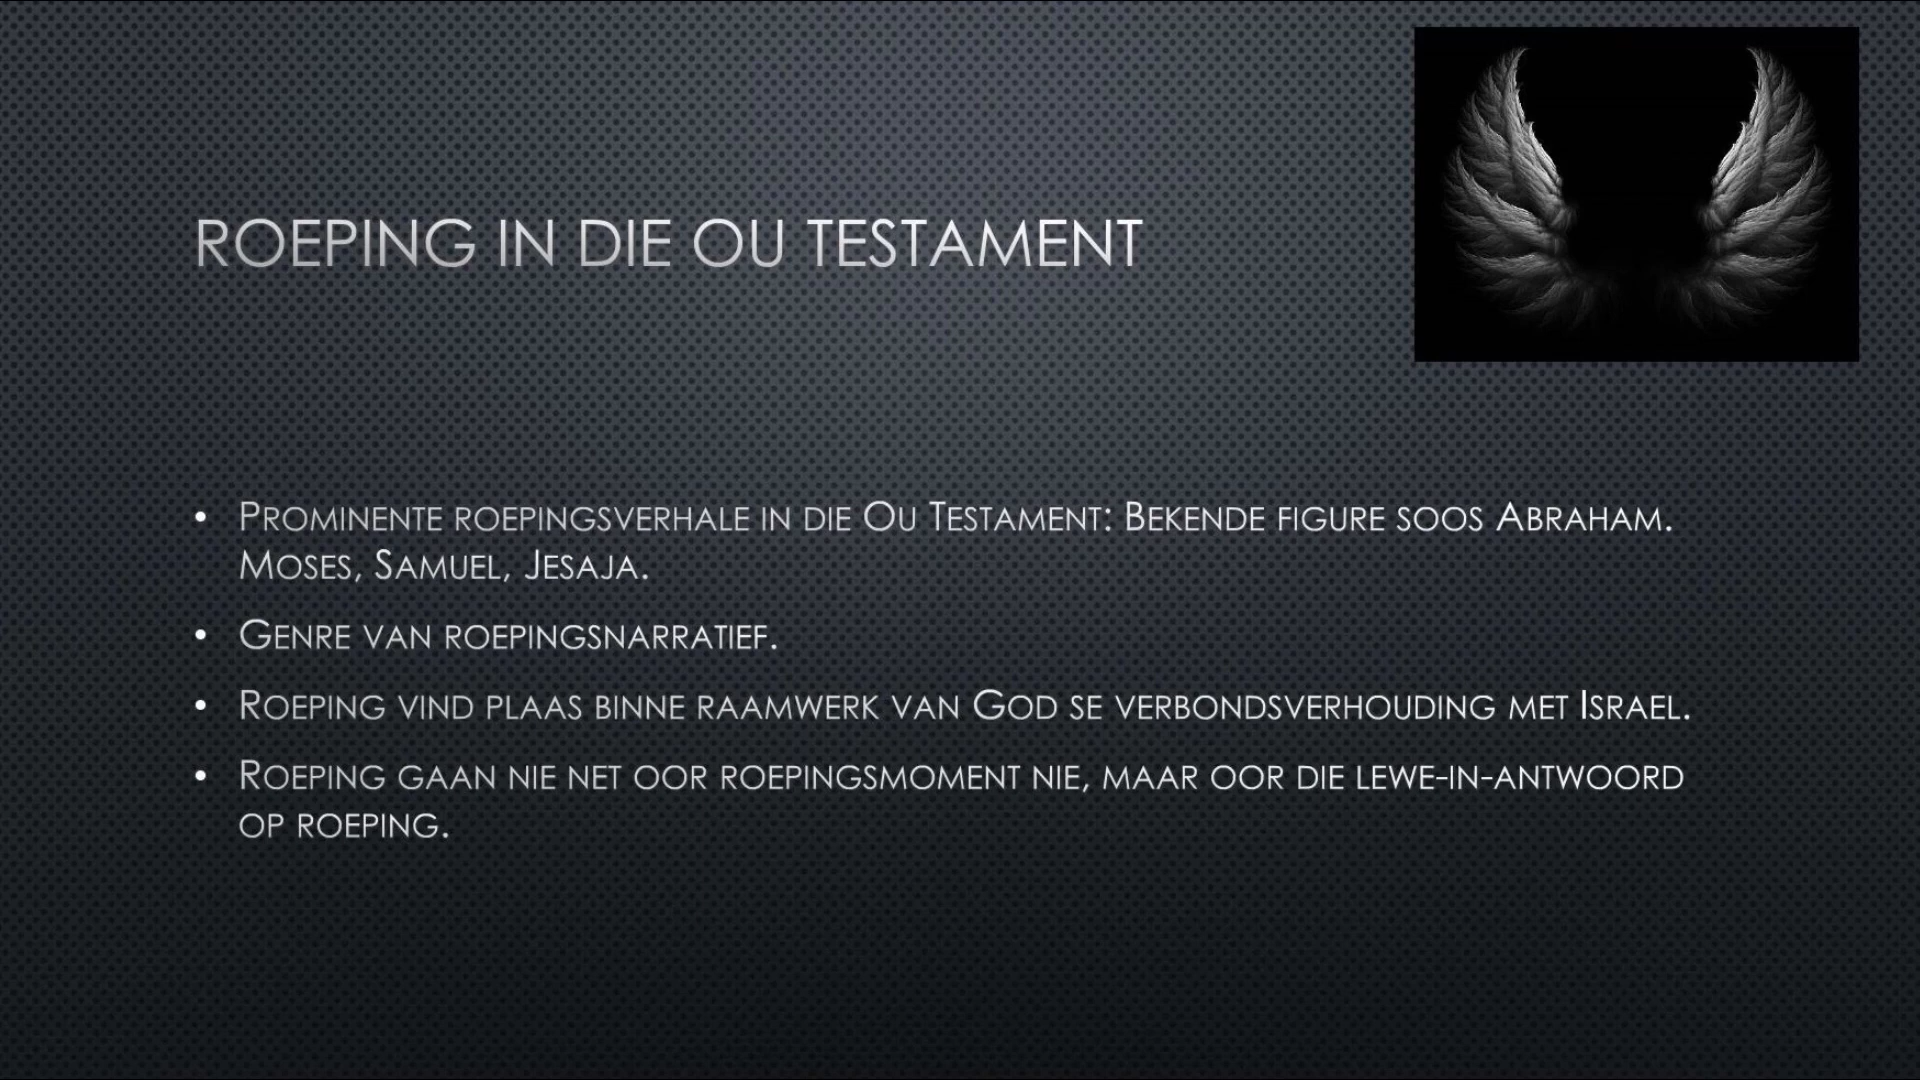 ROEPING IN DIE OU TESTAMENT
• Prominente roepingsverhale in die Ou Testament: Bekende figure soos Abraham.
Moses, Samuel, Jesaja.
• Genre van roepingsnarratief.
• Roeping vind plaas binne raamwerk van God se verbondsverhouding met Israel.
• Roeping gaan nie net oor roepingsmoment nie, maar oor die lewe-in-antwoord
op roeping.